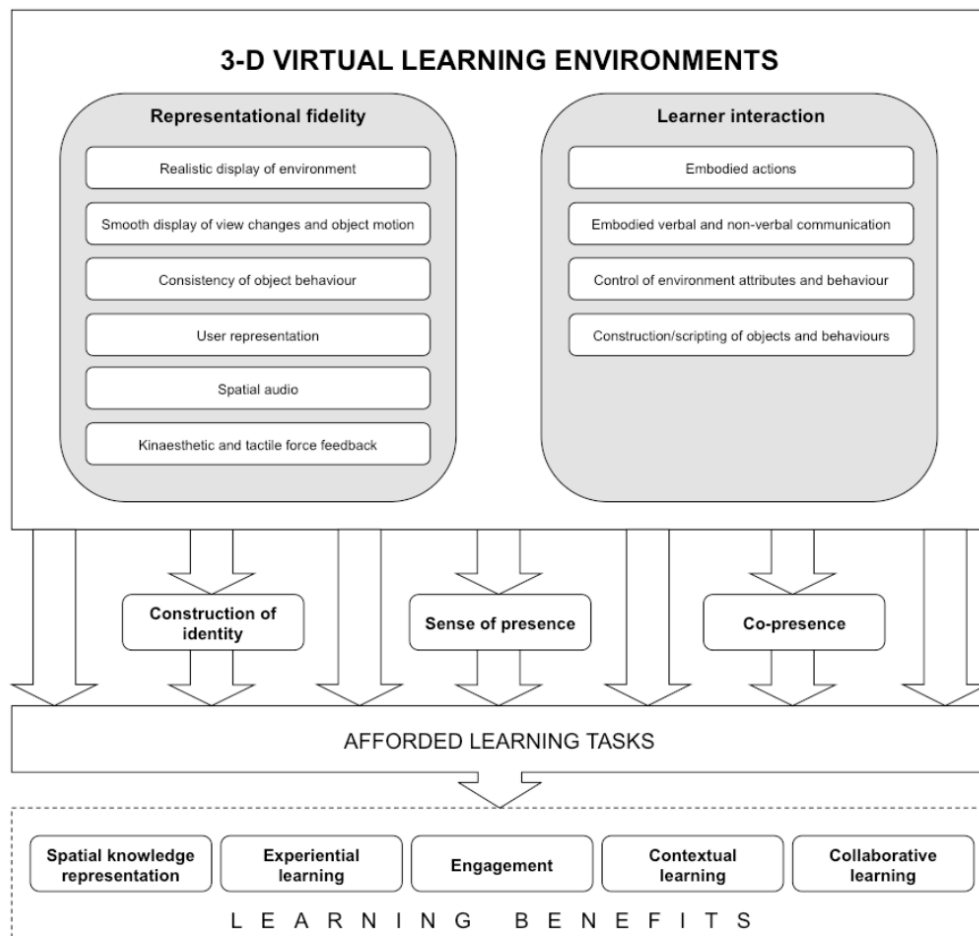 3-D VIRTUAL LEARNING ENVIRONMENTS
Representational fidelity
Realistic display of environment
Smooth display of view changes and object motion
Consistency of object behaviour
User representation
Spatial audio
Kinaesthetic and tactile force feedback
Learner interaction
Embodied actions
Embodied verbal and non-verbal communication
Control of environment attributes and behaviour
Construction/scripting of objects and behaviours
Construction of
identity
Sense of presence
Co-presence
AFFORDED LEARNING TASKS
Spatial knowledge
representation
Experiential
learning
Engagement
Contextual
learning
Collaborative
learning
LEARNING BENEFITS